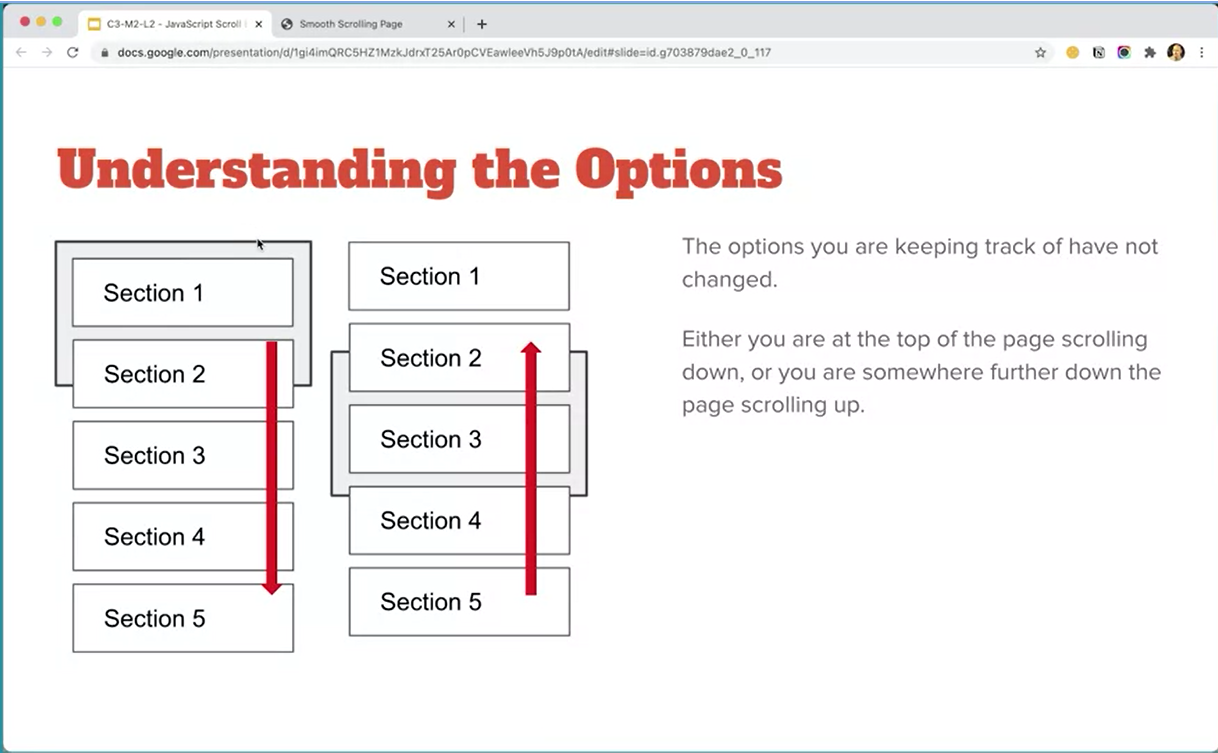 C3-M2-L2 - JavaScript Scroll
Smooth Scrolling Page
docs.google.com/presentation/d/1gi4imQRC5HZ1MzkJdrxT25Ar0pCVEawleeVh5J9p0tA/edit#slide=id.g703879dae2_0_117
Understanding the Options
Section 1
Section 2
Section 3
Section 4
Section 5
Section 1
Section 2
Section 3
Section 4
Section 5
The options you are keeping track of have not
changed.
Either you are at the top of the page scrolling
down, or you are somewhere further down the
page scrolling up.